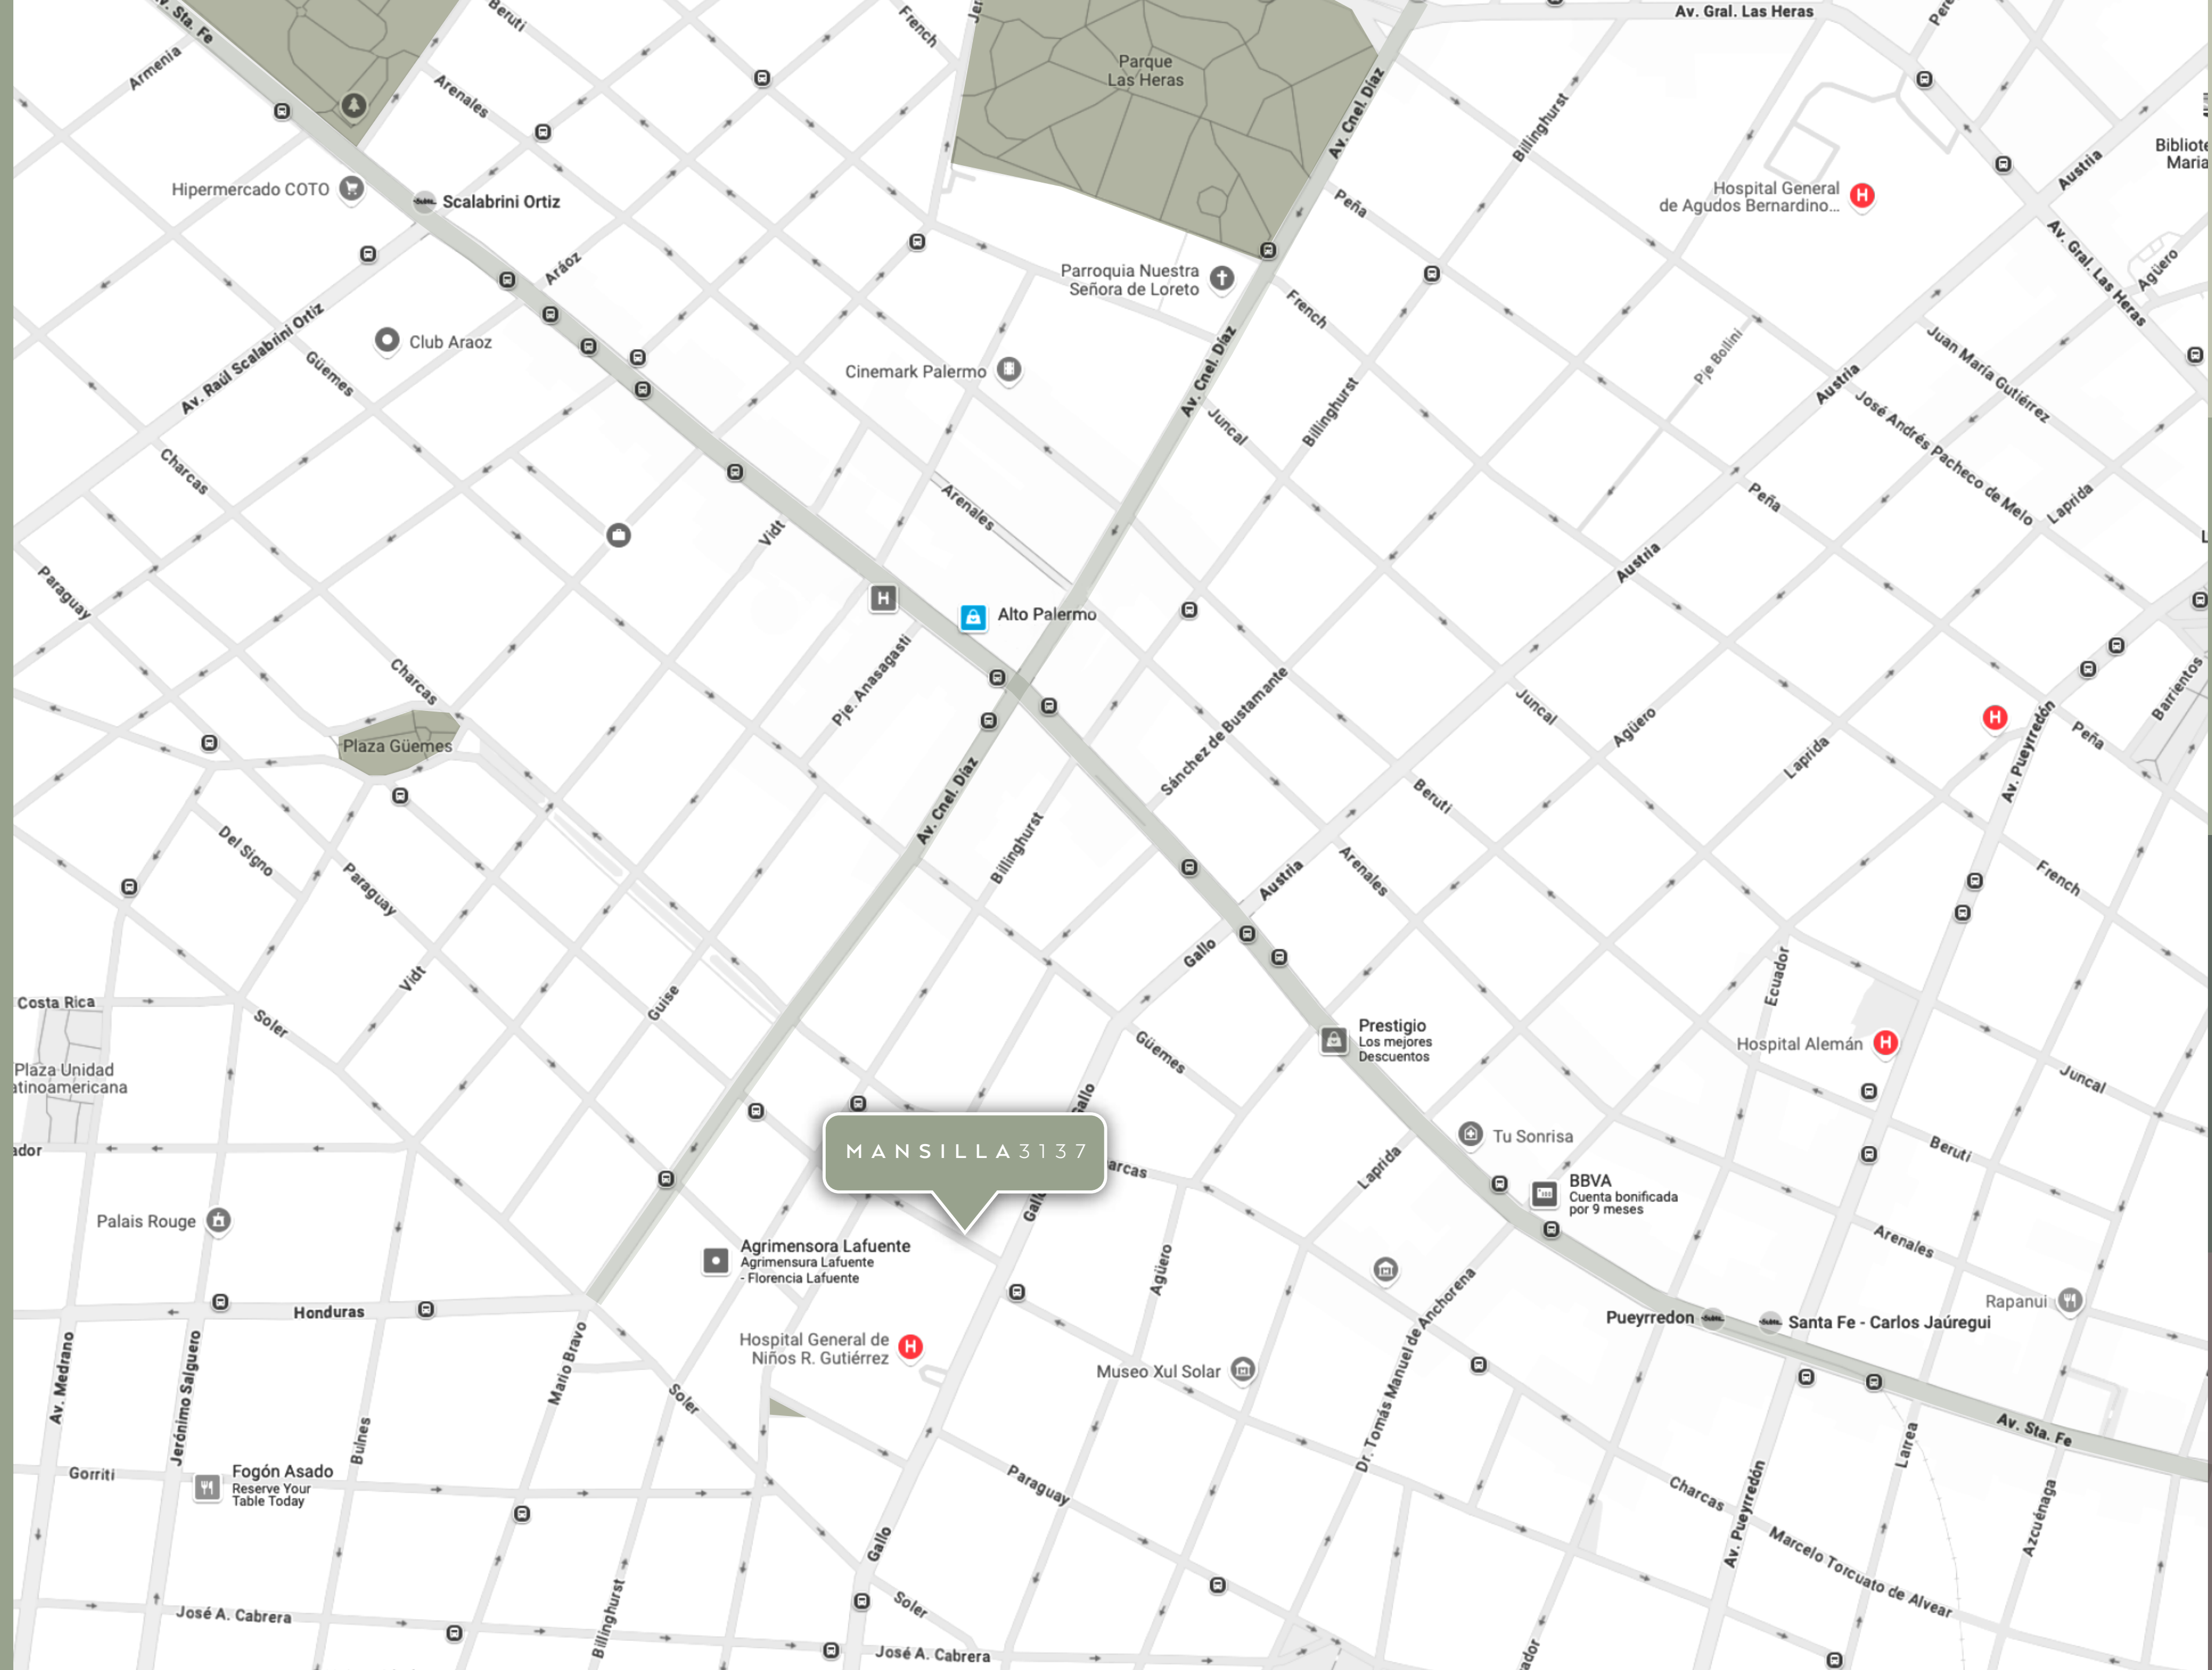 Av. Sta. Fe
Beruti
French
Av. Gral. Las Heras
Armenia
Parque
Las Heras
Arenales
Av. Cnel. Díaz
Billinghurst
Austria
Hipermercado COTO
Scalabrini Ortiz
Peña
Hospital General
de Agudos Bernardino...
Av. Gral. Las Heras
Aráoz
Parroquia Nuestra
Señora de Loreto
Agüero
French
Av. Raúl Scalabrini Ortiz
Club Araoz
Güemes
Cinemark Palermo
Av. Cnel. Díaz
Juncal
Billinghurst
Pje Bollini
Austria
Juan María Gutiérrez
José Andrés Pacheco de Melo
Charcas
Arenales
Peña
Laprida
Vidt
Austria
Paraguay
Alto Palermo
Charcas
Pje. Anasagasti
Sánchez de Bustamante
Juncal
Agüero
Laprida
Av. Pueyrredón
Peña
Barrientos
Plaza Güemes
Av. Cnel. Díaz
Billinghurst
Beruti
Del Signo
Paraguay
Austria
Arenales
French
Gallo
Vidt
Guise
Ecuador
Costa Rica
Soler
Güemes
Prestigio
Los mejores
Descuentos
Hospital Alemán
Juncal
Plaza Unidad
atinoamericana
MANSILLA3137
Tu Sonrisa
Laprida
Beruti
BBVA
Cuenta bonificada
por 9 meses
Palais Rouge
Agrimensora Lafuente
Agrimensura Lafuente
- Florencia Lafuente
Agüero
Arenales
Honduras
Dr. Tomás Manuel de Anchorena
Pueyrredon
Santa Fe - Carlos Jaúregui
Rapanui
Av. Medrano
Jerónimo Salguero
Mario Bravo
Hospital General de
Niños R. Gutiérrez
Museo Xul Solar
Soler
Bulnes
Av. Sta. Fe
Larrea
Gorriti
Fogón Asado
Reserve Your
Table Today
Paraguay
Charcas
Av. Pueyrredón
Azcuénaga
Gallo
Marcelo Torcuato de Alvear
José A. Cabrera
Billinghurst
Soler
José A. Cabrera